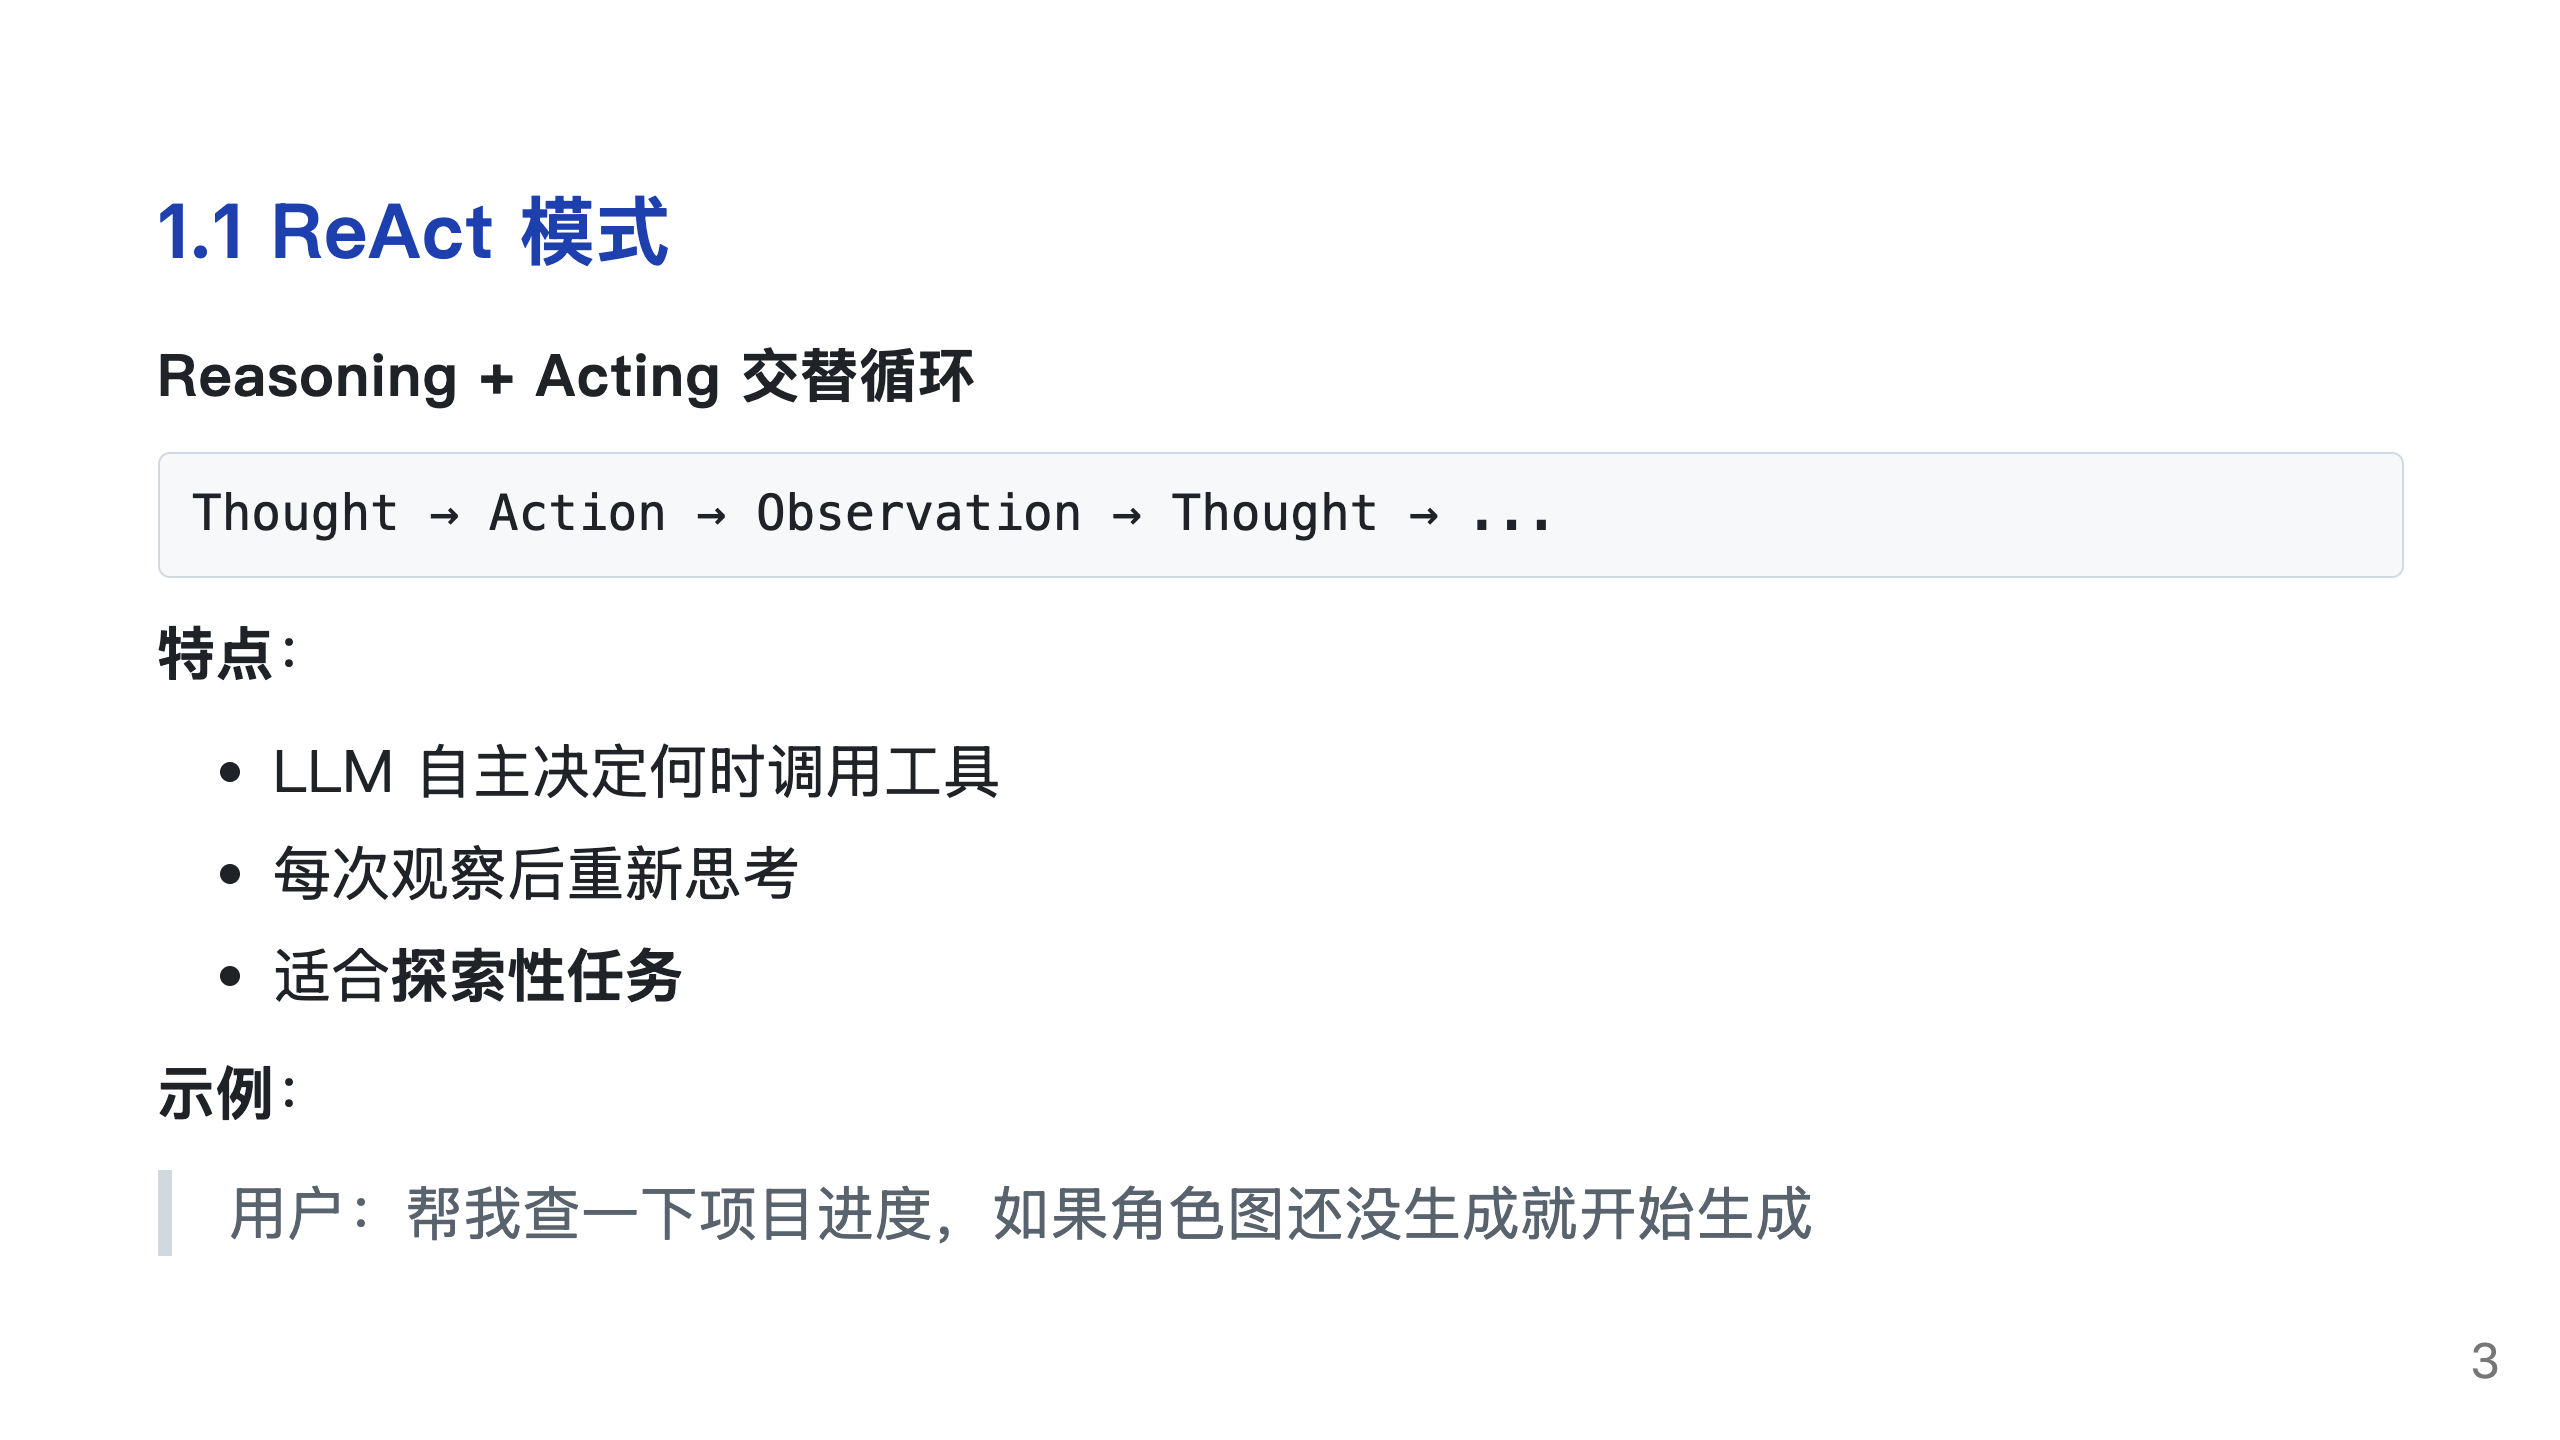 1.1 ReAct 模式
Reasoning + Acting 交替循环
Thought → Action → Observation → Thought → ...
特点：
• LLM 自主决定何时调用工具
• 每次观察后重新思考
• 适合探索性任务
示例：
用户：帮我查一下项目进度，如果角色图还没生成就开始生成
3